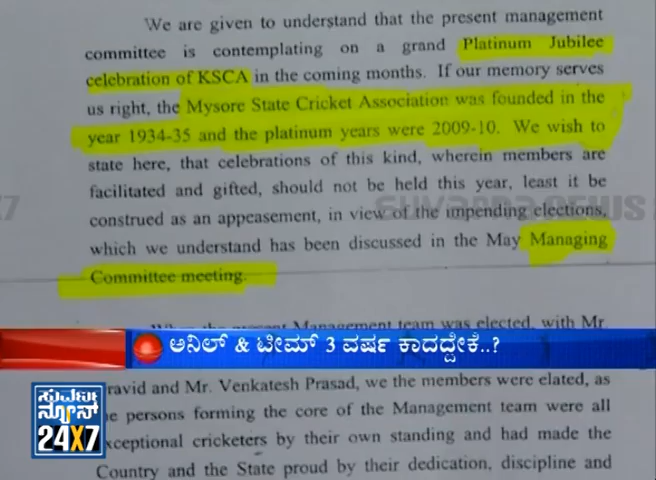 We are given to understand that the present management
committee is contemplating on a grand Platinum Jubilee
celebration of KSCA in the coming months. If our memory serves
us right, the Mysore State Cricket Association was founded in the
year 1934-35 and the platinum years were 2009-10. We wish to
state here, that celebrations of this kind, wherein members are
facilitated and gifted, should not be held this year, least it be
construed as an appeasement, in view of the impending elections,
which we understand has been discussed in the May Managing
Committee meeting.
suvarna news
Management team was elected, with Mr.
ಅನಿಲ್ & ಟೀಮ್ 3 ವರ್ಷ ಕಾದದ್ದೇಕೆ..?
and Mr. Venkatesh Prasad, we the members were elated, as
persons forming the core of the Management team were all
cricketers by their own standing and had made the
Country and the State proud by their dedication, discipline and
ಸುವರ್ಣ
ನ್ಯೂಸ್
24X7